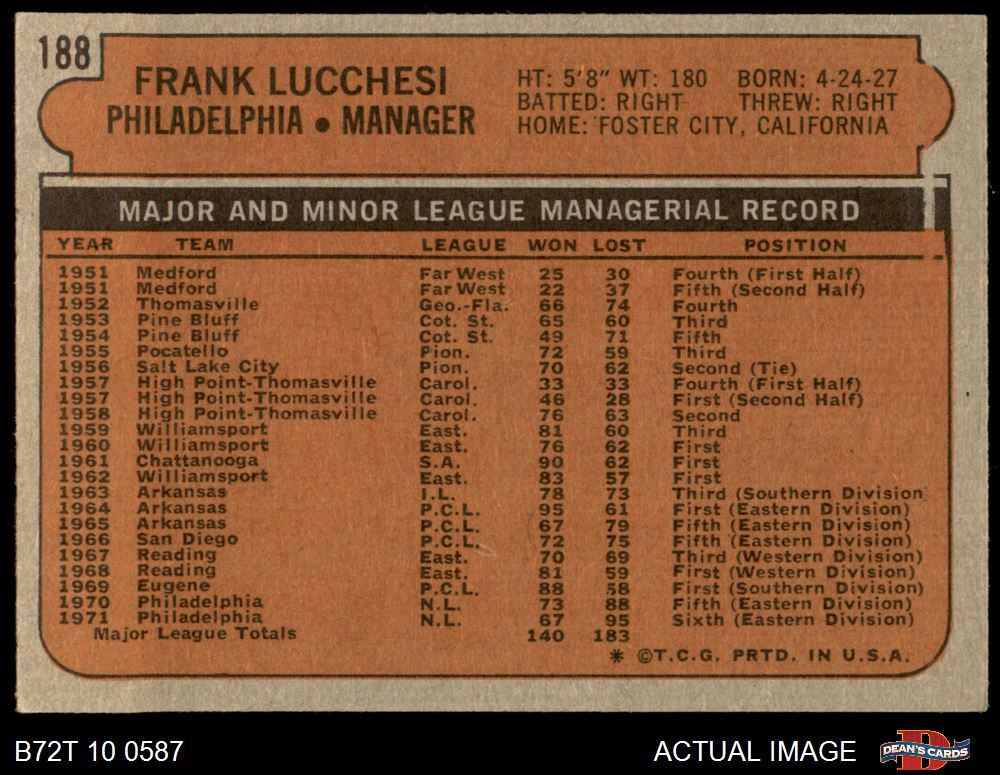 188
FRANK LUCCHESI
PHILADELPHIA • MANAGER
HT: 5'8" WT: 180 BORN: 4-24-27
BATTED: RIGHT THREW: RIGHT
HOME: FOSTER CITY, CALIFORNIA
MAJOR AND MINOR LEAGUE MANAGERIAL RECORD
YEAR TEAM LEAGUE WON LOST POSITION
1951 Medford Far West 25 30 Fourth (First Half)
1951 Medford Far West 22 37 Fifth (Second Half)
1952 Thomasville Geo.-Fla. 66 74 Fourth
1953 Pine Bluff Cot. St. 65 60 Third
1954 Pine Bluff Cot. St. 49 71 Fifth
1955 Pocatello Pion. 72 59 Third
1956 Salt Lake City Pion. 70 62 Second (Tie)
1957 High Point-Thomasville Carol. 33 33 Fourth (First Half)
1957 High Point-Thomasville Carol. 46 28 First (Second Half)
1958 High Point-Thomasville Carol. 76 63 Second
1959 Williamsport East. 81 60 Third
1960 Williamsport East. 76 62 First
1961 Chattanooga S.A. 90 62 First
1962 Williamsport East. 83 57 First
1963 Arkansas I.L. 78 73 Third (Southern Division
1964 Arkansas P.C.L. 95 61 First (Eastern Division)
1965 Arkansas P.C.L. 67 79 Fifth (Eastern Division)
1966 San Diego P.C.L. 72 75 Fifth (Eastern Division)
1967 Reading East. 70 69 Third (Western Division)
1968 Reading East. 81 59 First (Western Division)
1969 Eugene P.C.L. 88 58 First (Southern Division)
1970 Philadelphia N.L. 73 88 Fifth (Eastern Division)
1971 Philadelphia N.L. 67 95 Sixth (Eastern Division)
Major League Totals 140 183
* ©T.C.G. PRTD. IN U.S.A.
B72T 10 0587
ACTUAL IMAGE
D
DEAN'S CARDS